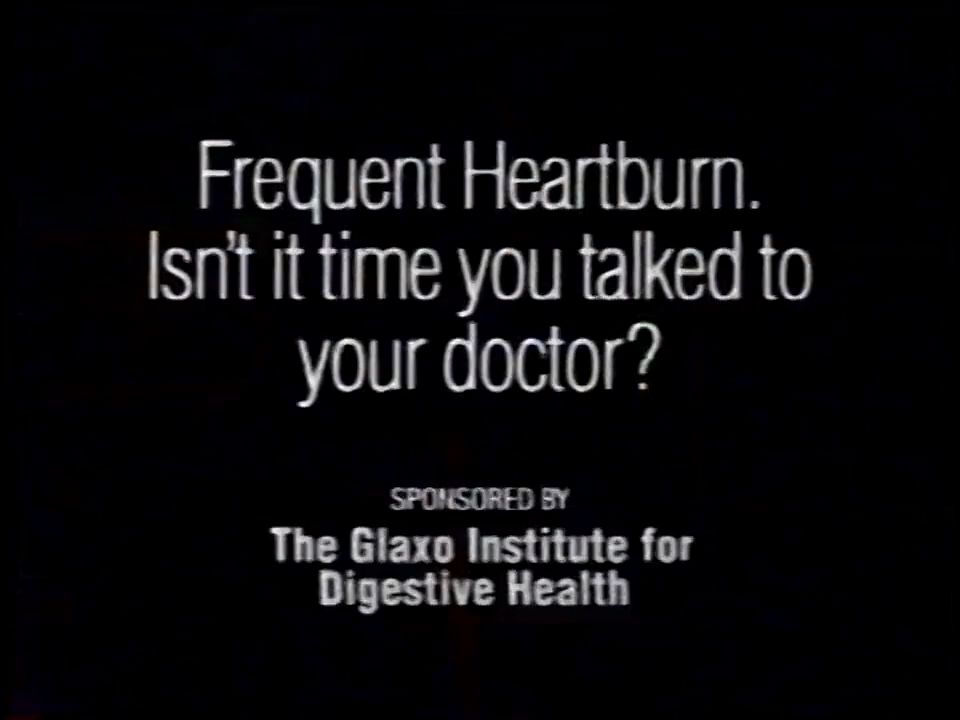 Frequent Heartburn.
Isn't it time you talked to
your doctor?
SPONSORED BY
The Glaxo Institute for
Digestive Health